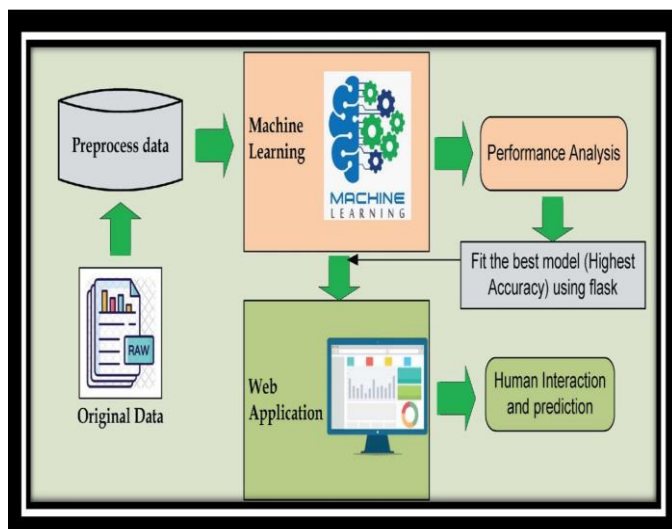 Preprocess data
Machine
Learning
MACHINE
LEARNING
Performance Analysis
Fit the best model (Highest
Accuracy) using flask
RAW
Original Data
Web
Application
Human Interaction
and prediction